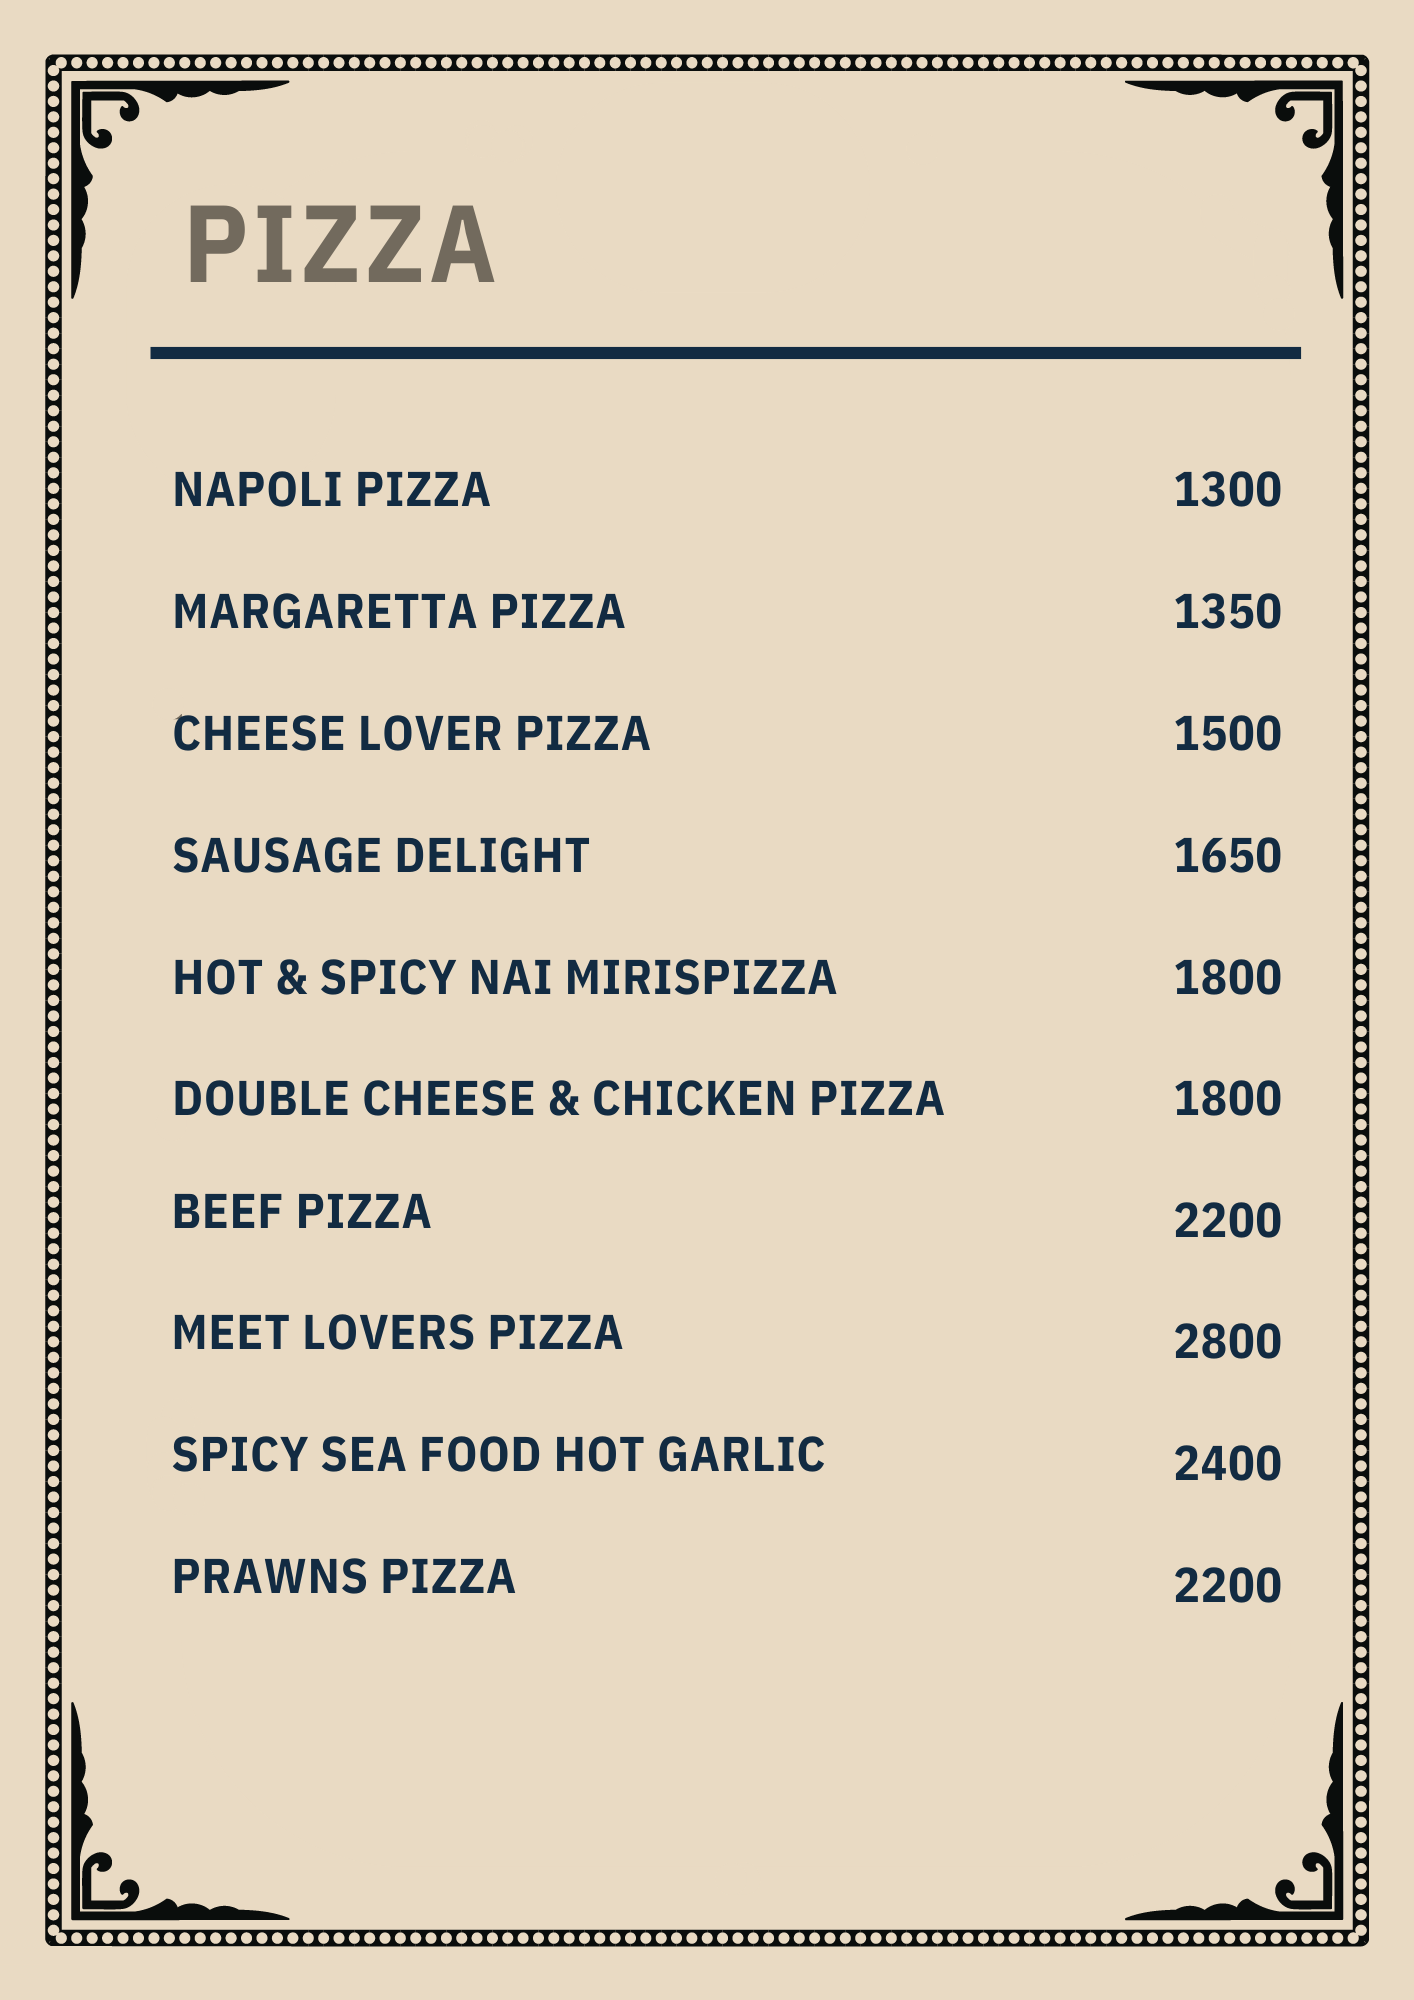 PIZZA
NAPOLI PIZZA 1300
MARGARETTA PIZZA 1350
CHEESE LOVER PIZZA 1500
SAUSAGE DELIGHT 1650
HOT & SPICY NAI MIRISPIZZA 1800
DOUBLE CHEESE & CHICKEN PIZZA 1800
BEEF PIZZA 2200
MEET LOVERS PIZZA 2800
SPICY SEA FOOD HOT GARLIC 2400
PRAWNS PIZZA 2200